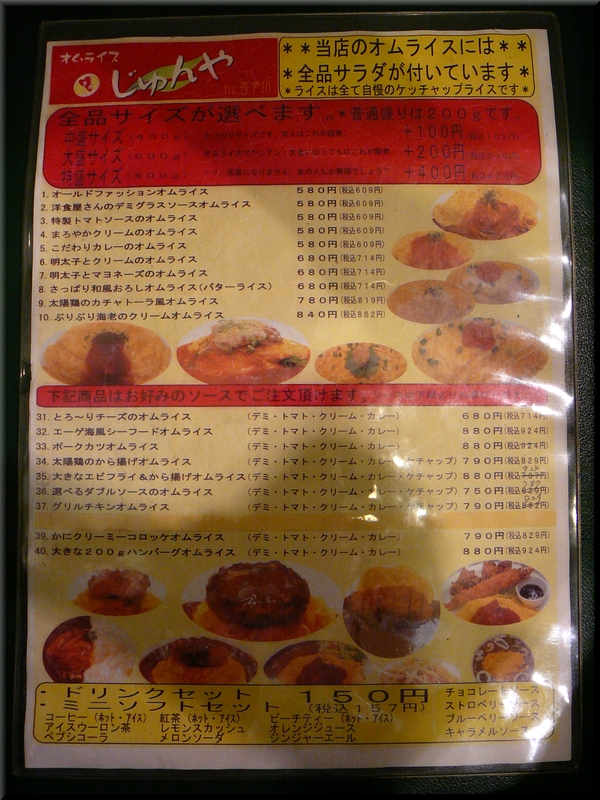 オムライス
じゅんや
＊＊当店のオムライスには＊＊
＊全品サラダが付いています＊
＊ライスは全て自慢のケッチャップライスです＊
全品サイズが選べます。＊普通盛りは200gです。
中盛サイズ(400g) +100円(税込105円)
大盛サイズ(600g) +200円
特盛サイズ(800g) +400円
1. オールドファッションオムライス 580円(税込609円)
2. 洋食屋さんのデミグラスソースオムライス 580円(税込609円)
3. 特製トマトソースのオムライス 580円(税込609円)
4. まろやかクリームのオムライス 580円(税込609円)
5. こだわりカレーのオムライス 580円(税込609円)
6. 明太子とクリームのオムライス 680円(税込714円)
7. 明太子とマヨネーズのオムライス 680円(税込714円)
8. さっぱり和風おろしオムライス(バターライス) 680円(税込714円)
9. 太陽鶏のカチャトーラ風オムライス 780円(税込819円)
10. ぷりぷり海老のクリームオムライス 840円(税込882円)
下記商品はお好みのソースでご注文頂けます。
31. とろ～りチーズのオムライス (デミ・トマト・クリーム・カレー) 680円(税込714円)
32. エーゲ海風シーフードオムライス (デミ・トマト・クリーム・カレー) 880円(税込924円)
33. ポークカツオムライス (デミ・トマト・クリーム・カレー) 880円(税込924円)
34. 太陽鶏のから揚げオムライス (デミ・トマト・クリーム・カレー・ケチャップ) 790円(税込829円)
35. 大きなエビフライ&から揚げオムライス(デミ・トマト・クリーム・カレー・ケチャップ) 880円
36. 選べるダブルソースのオムライス (デミ・トマト・クリーム・カレー・ケチャップ) 750円
37. グリルチキンオムライス (デミ・トマト・クリーム・カレー・ケチャップ) 790円
39. かにクリーミーコロッケオムライス (デミ・トマト・クリーム・カレー) 790円(税込829円)
40. 大きな200gハンバーグオムライス (デミ・トマト・クリーム・カレー) 880円(税込924円)
・ドリンクセット 150円
・ミニソフトセット (税込157円)
コーヒー(ホット・アイス) 紅茶(ホット・アイス) ピーチティー(ホット・アイス)
アイスウーロン茶 レモンスカッシュ オレンジジュース
ペプシコーラ メロンソーダ ジンジャーエール
チョコレートソース
ストロベリーソース
ブルーベリーソース
キャラメルソース